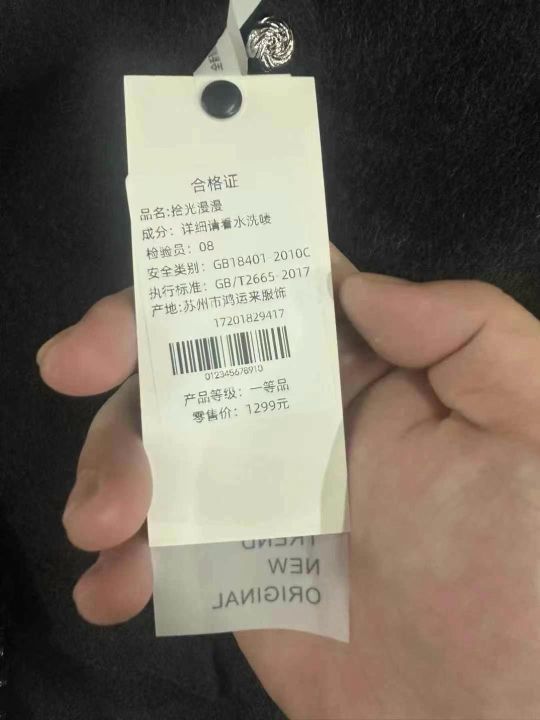 合格证
品名:拾光漫漫
成分：详细请看水洗唛
检验员：08
安全类别：GB18401-2010C
执行标准：GB/T2665-2017
产地:苏州市鸿运来服饰
17201829417
012345678910
产品等级：一等品
零售价：1299元
TREND
NEW
ORIGINAL